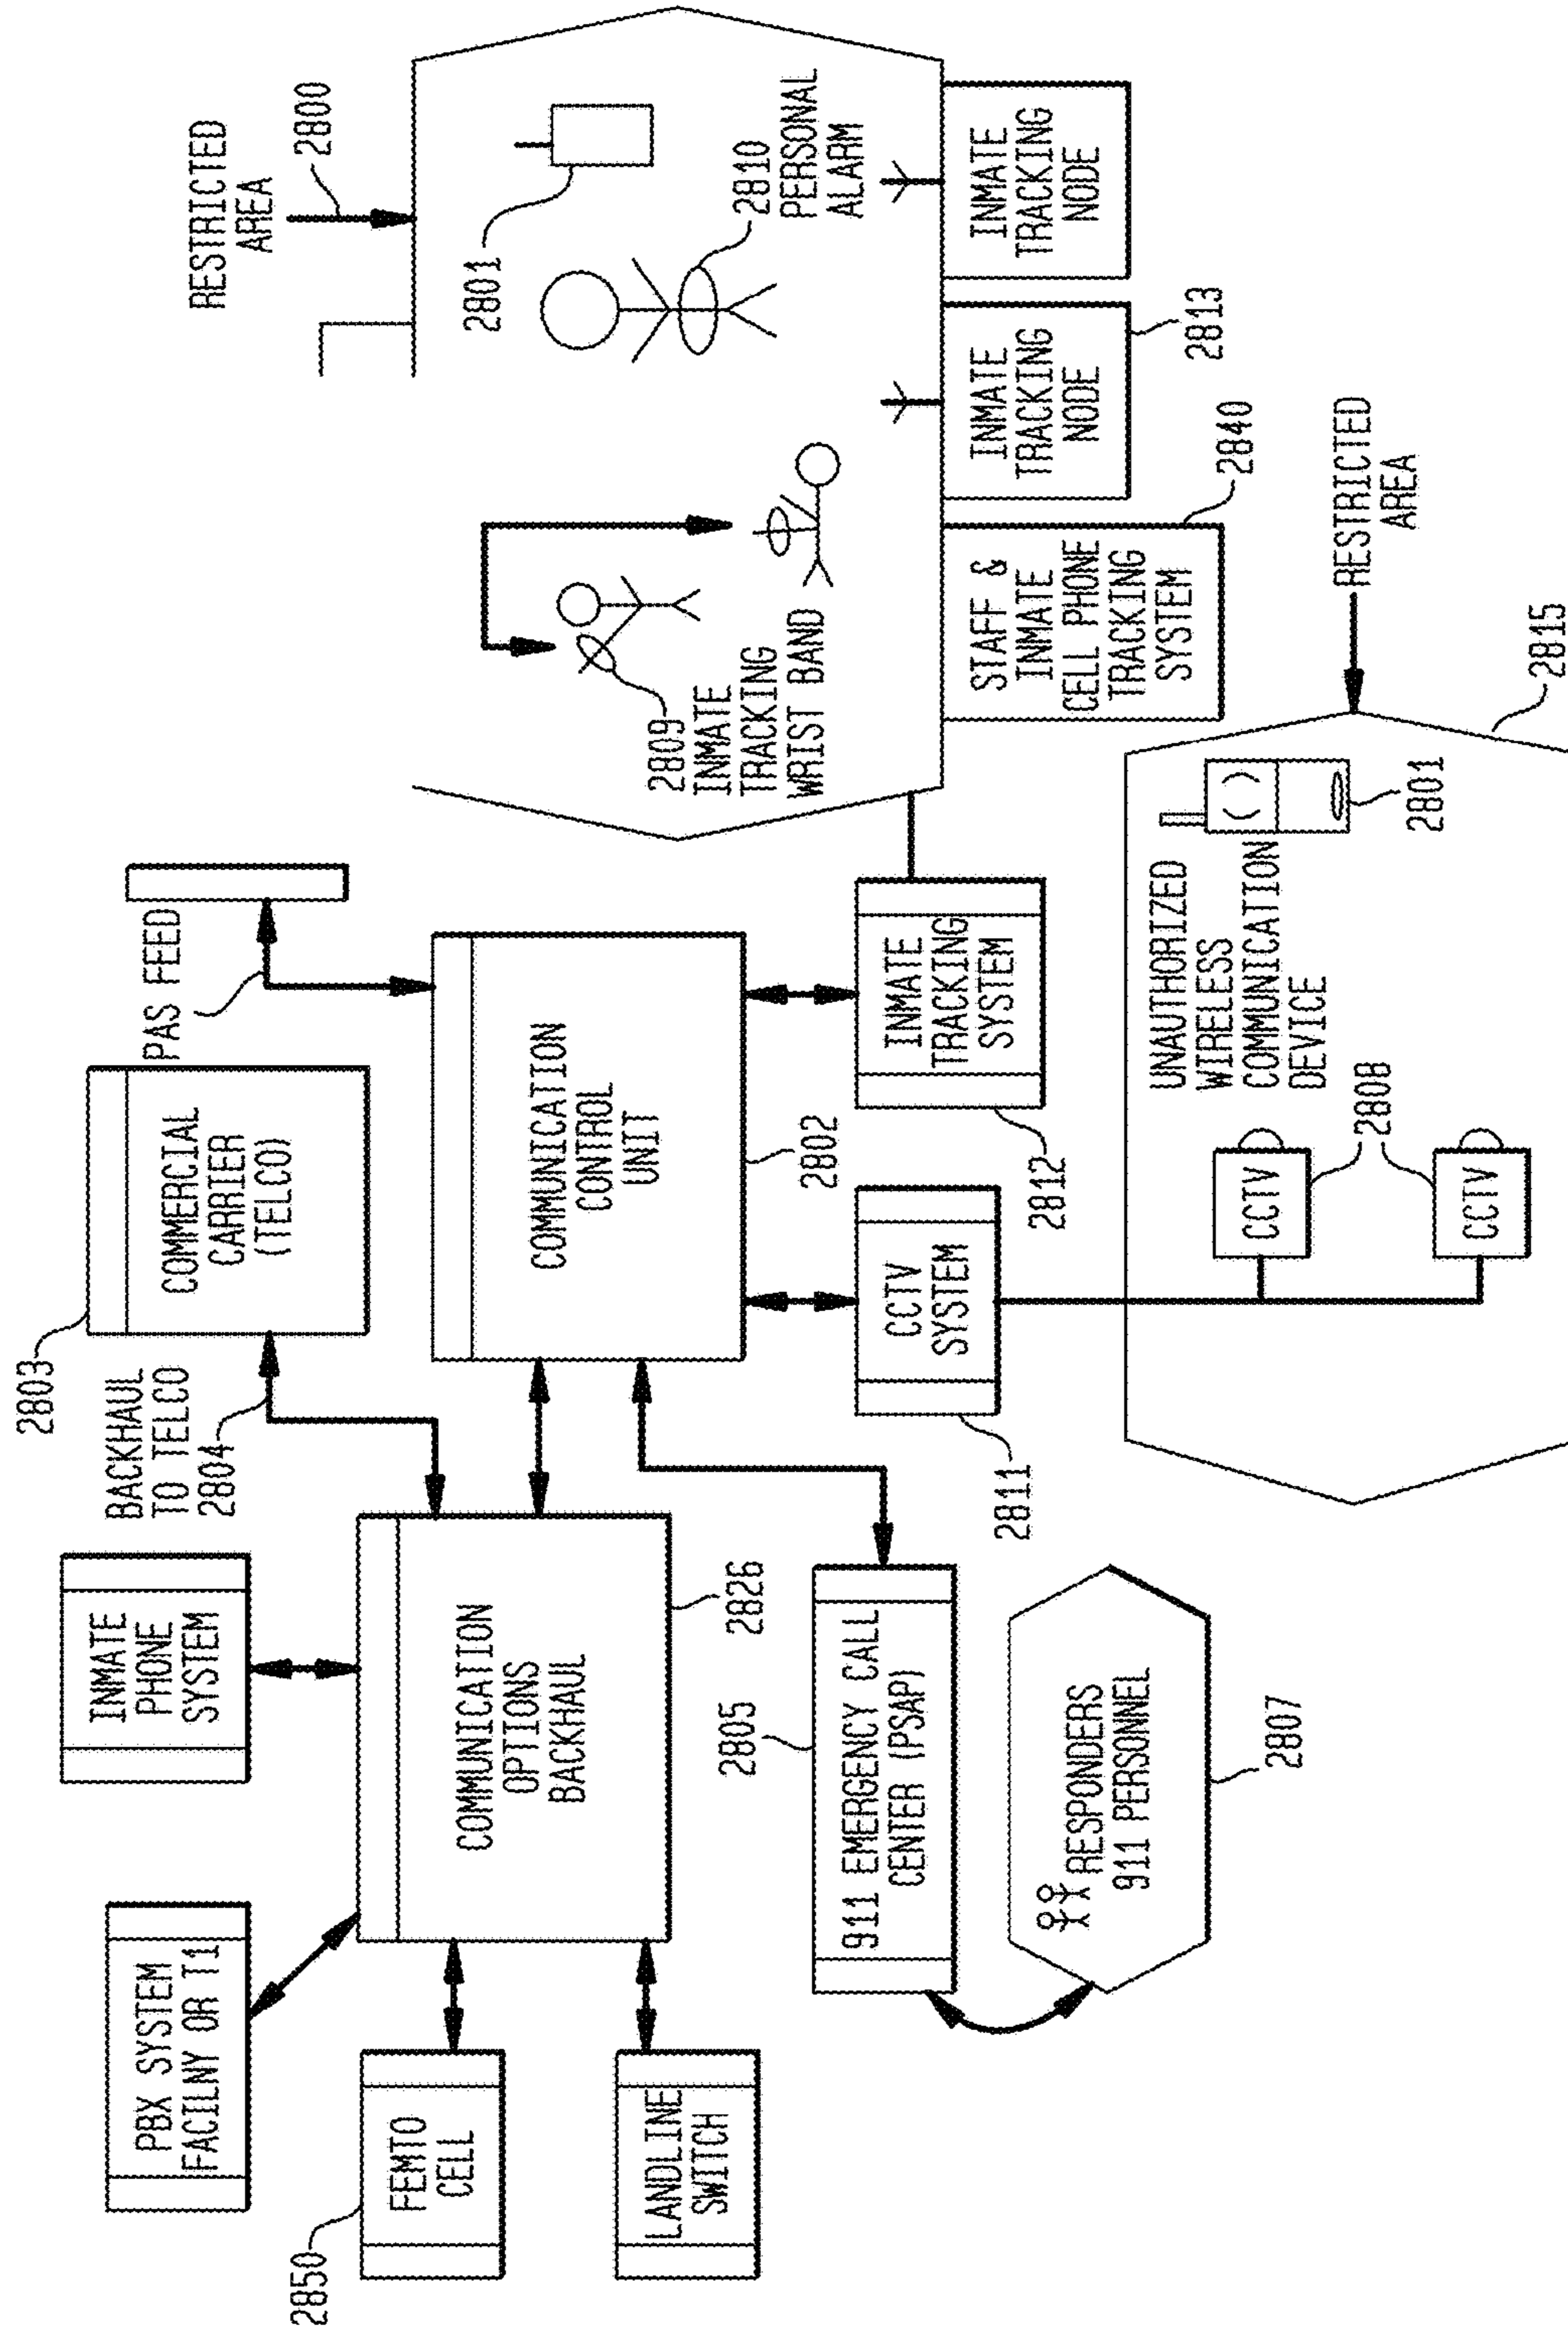 RESTRICTED
AREA
2800
2801
2810
PERSONAL
ALARM
2809
INMATE
TRACKING
WRIST BAND
INMATE
TRACKING
NODE
INMATE
TRACKING
NODE
2813
STAFF &
INMATE
CELL PHONE
TRACKING
SYSTEM
2840
PAS FEED
2803
COMMERCIAL
CARRIER
(TELCO)
BACKHAUL
TO TELCO
2804
COMMUNICATION
CONTROL
UNIT
2802
INMATE
TRACKING
SYSTEM
2812
CCTV
SYSTEM
2811
RESTRICTED
AREA
2815
UNAUTHORIZED
WIRELESS
COMMUNICATION
DEVICE
2801
CCTV
2808
CCTV
INMATE
PHONE
SYSTEM
PBX SYSTEM
FACILNY OR T1
COMMUNICATION
OPTIONS
BACKHAUL
2826
2850
FEMTO
CELL
LANDLINE
SWITCH
2805
911 EMERGENCY CALL
CENTER (PSAP)
RESPONDERS
911 PERSONNEL
2807